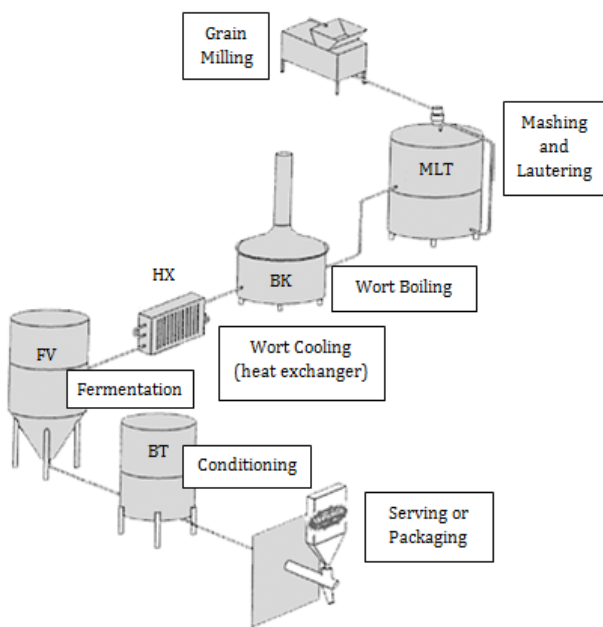 Grain
Milling
Mashing
and
Lautering
MLT
BK
Wort Boiling
HX
Wort Cooling
(heat exchanger)
FV
Fermentation
BT
Conditioning
Serving or
Packaging